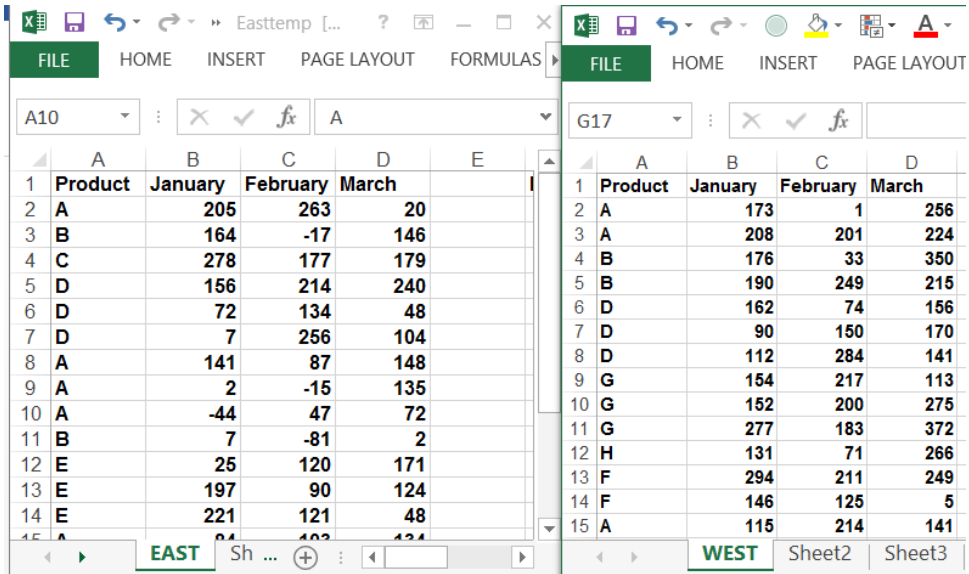 Easttemp [... ?
FILE HOME INSERT PAGE LAYOUT FORMULAS
A10 fx A
A B C D E
1 Product January February March
2 A 205 263 20
3 B 164 -17 146
4 C 278 177 179
5 D 156 214 240
6 D 72 134 48
7 D 7 256 104
8 A 141 87 148
9 A 2 -15 135
10 A -44 47 72
11 B 7 -81 2
12 E 25 120 171
13 E 197 90 124
14 E 221 121 48
EAST Sh ...
A
FILE HOME INSERT PAGE LAYOUT
G17 fx
A B C D
1 Product January February March
2 A 173 1 256
3 A 208 201 224
4 B 176 33 350
5 B 190 249 215
6 D 162 74 156
7 D 90 150 170
8 D 112 284 141
9 G 154 217 113
10 G 152 200 275
11 G 277 183 372
12 H 131 71 266
13 F 294 211 249
14 F 146 125 5
15 A 115 214 141
WEST Sheet2 Sheet3